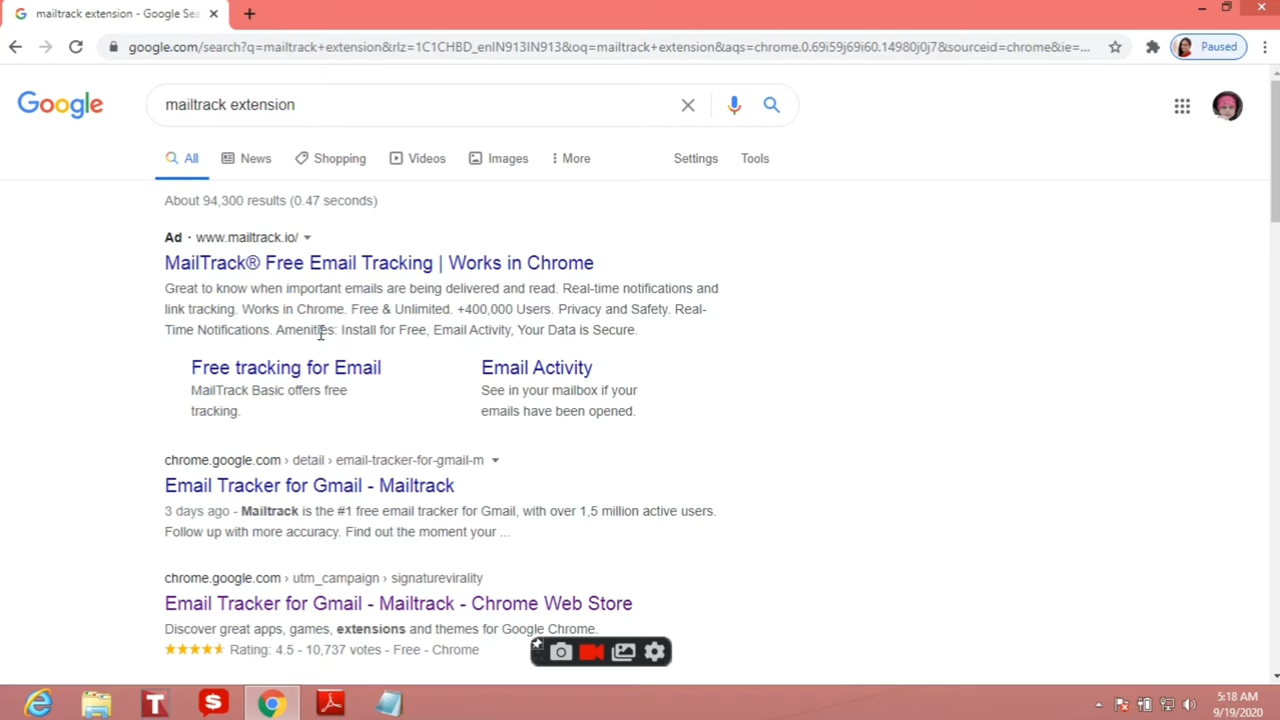 mailtrack extension - Google Sea
google.com/search?q=mailtrack+extension&rlz=1C1CHBD_enIN913IN913&oq=mailtrack+extension&aqs=chrome.0.69i59j69i60.14980j0j7&sourceid=chrome&ie=...
Paused
Google
mailtrack extension
All News Shopping Videos Images More Settings Tools
About 94,300 results (0.47 seconds)
Ad · www.mailtrack.io/
MailTrack® Free Email Tracking | Works in Chrome
Great to know when important emails are being delivered and read. Real-time notifications and
link tracking. Works in Chrome. Free & Unlimited. +400,000 Users. Privacy and Safety. Real-
Time Notifications. Amenities: Install for Free, Email Activity, Your Data is Secure.
Free tracking for Email
MailTrack Basic offers free
tracking.
Email Activity
See in your mailbox if your
emails have been opened.
chrome.google.com › detail › email-tracker-for-gmail-m
Email Tracker for Gmail - Mailtrack
3 days ago - Mailtrack is the #1 free email tracker for Gmail, with over 1,5 million active users.
Follow up with more accuracy. Find out the moment your ...
chrome.google.com › utm_campaign › signaturevirality
Email Tracker for Gmail - Mailtrack - Chrome Web Store
Discover great apps, games, extensions and themes for Google Chrome.
Rating: 4.5 - 10,737 votes - Free - Chrome
5:18 AM
9/19/2020